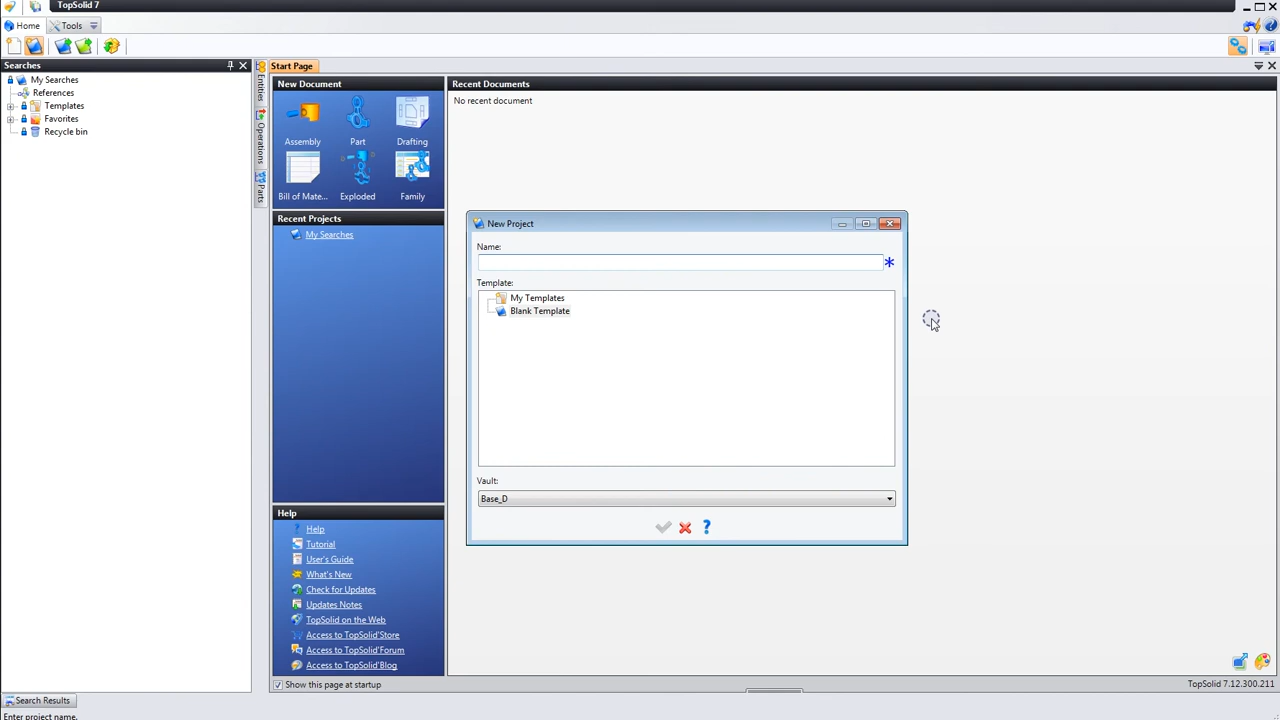 TopSolid 7
Home
Tools
Searches
My Searches
References
Templates
Favorites
Recycle bin
Entities
Operations
Parts
Start Page
New Document
Assembly
Part
Drafting
Bill of Mate...
Exploded
Family
Recent Projects
My Searches
Help
Help
Tutorial
User's Guide
What's New
Check for Updates
Updates Notes
TopSolid on the Web
Access to TopSolid'Store
Access to TopSolid'Forum
Access to TopSolid'Blog
Show this page at startup
Recent Documents
No recent document
New Project
Name:
Template:
My Templates
Blank Template
Vault:
Base_D
TopSolid 7.12.300.211
Search Results
Enter project name.